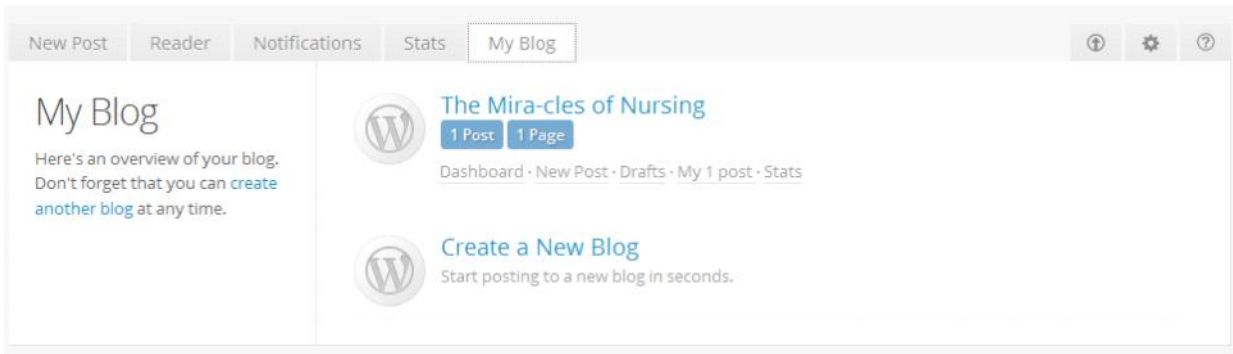 New Post Reader Notifications Stats My Blog
My Blog
Here's an overview of your blog.
Don't forget that you can create
another blog at any time.
The Mira-cles of Nursing
1 Post 1 Page
Dashboard · New Post · Drafts · My 1 post · Stats
Create a New Blog
Start posting to a new blog in seconds.